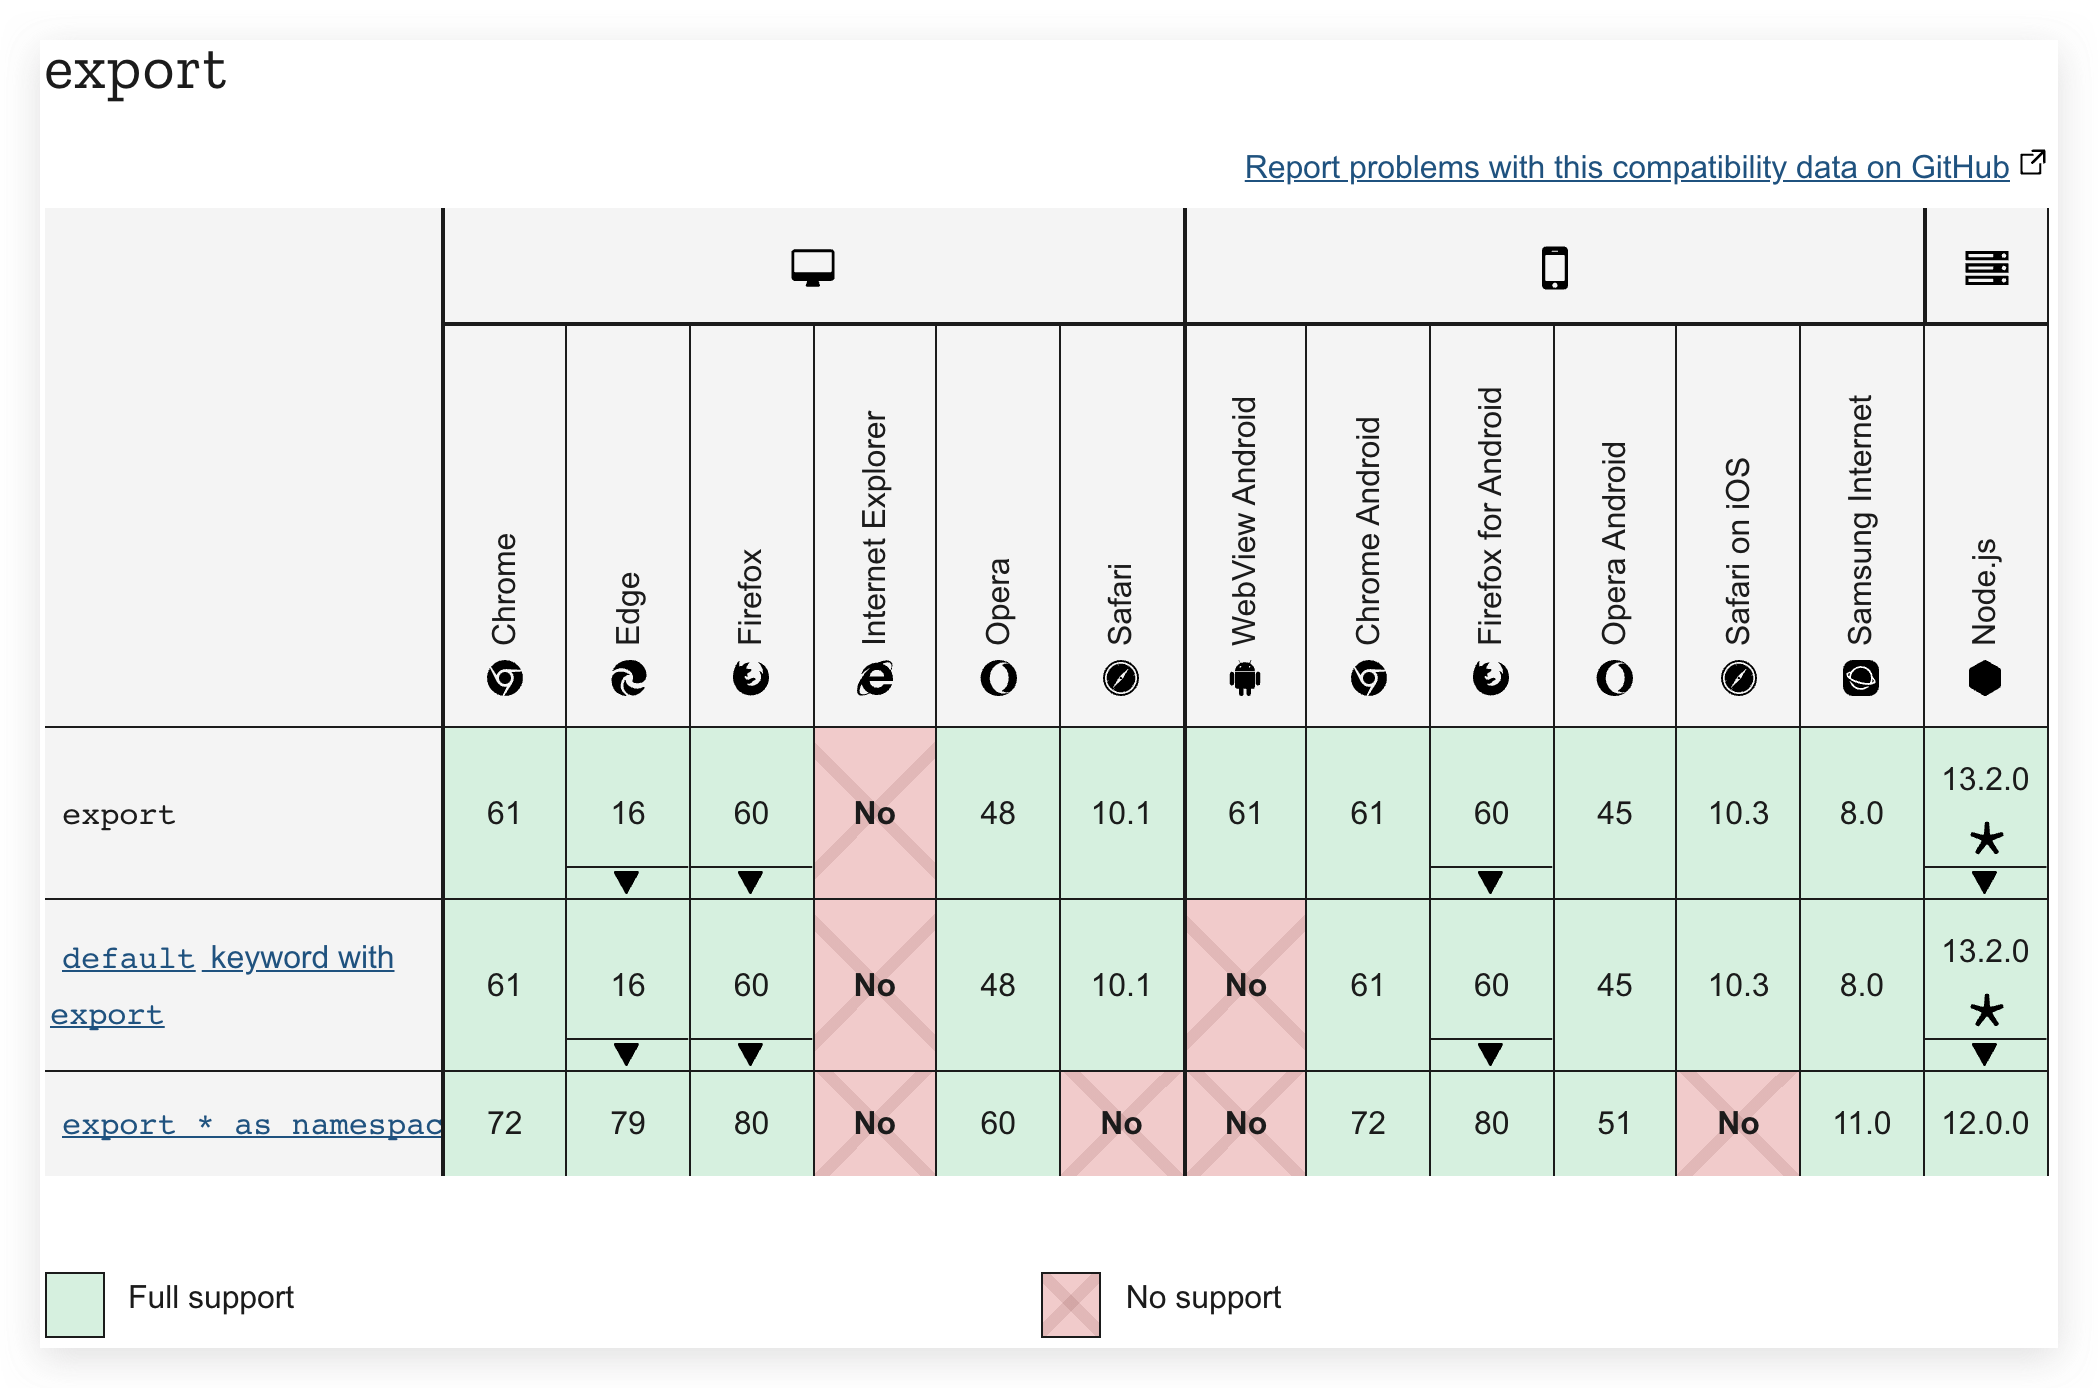 export
Report problems with this compatibility data on GitHub
Chrome
Edge
Firefox
Internet Explorer
Opera
Safari
WebView Android
Chrome Android
Firefox for Android
Opera Android
Safari on iOS
Samsung Internet
Node.js
export 61 16 60 No 48 10.1 61 61 60 45 10.3 8.0 13.2.0 *
default keyword with
export 61 16 60 No 48 10.1 No 61 60 45 10.3 8.0 13.2.0 *
export * as namespac 72 79 80 No 60 No No 72 80 51 No 11.0 12.0.0
Full support
No support